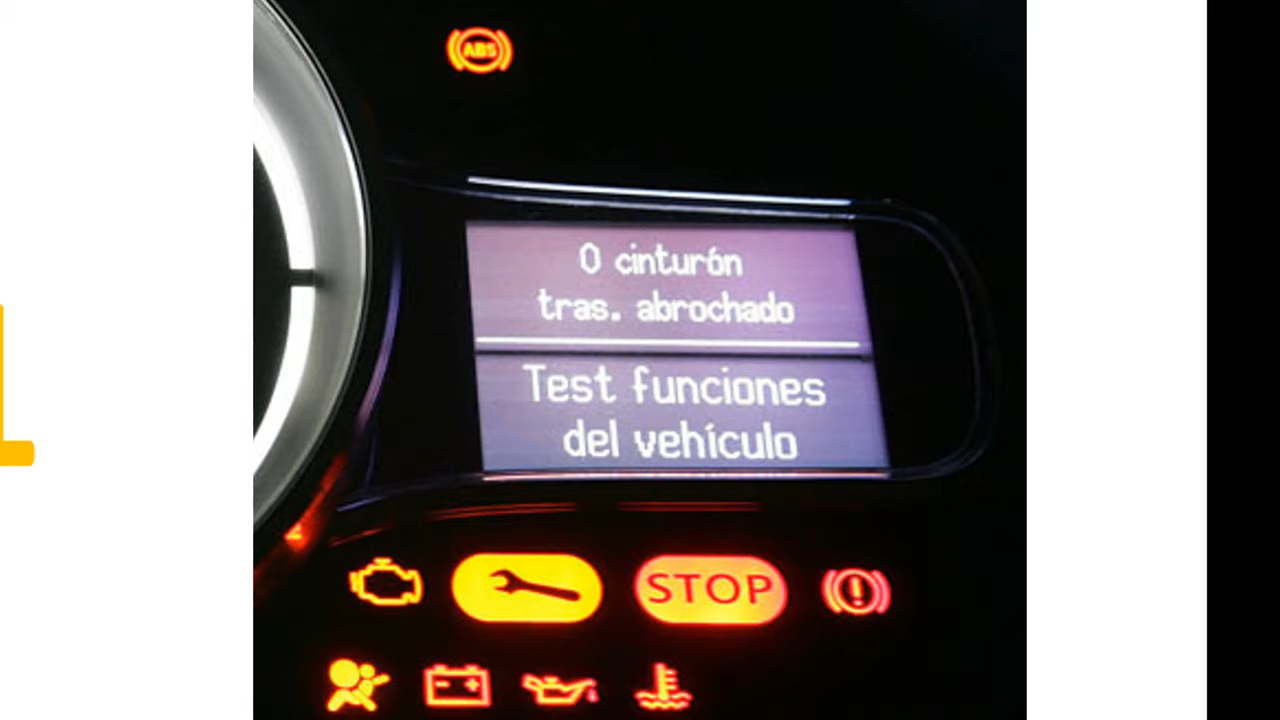 ABS
0 cinturón
tras. abrochado
Test funciones
del vehículo
STOP